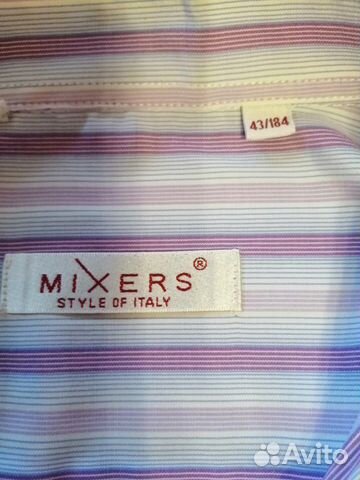 43/184
MIXERS®
STYLE OF ITALY
Avito